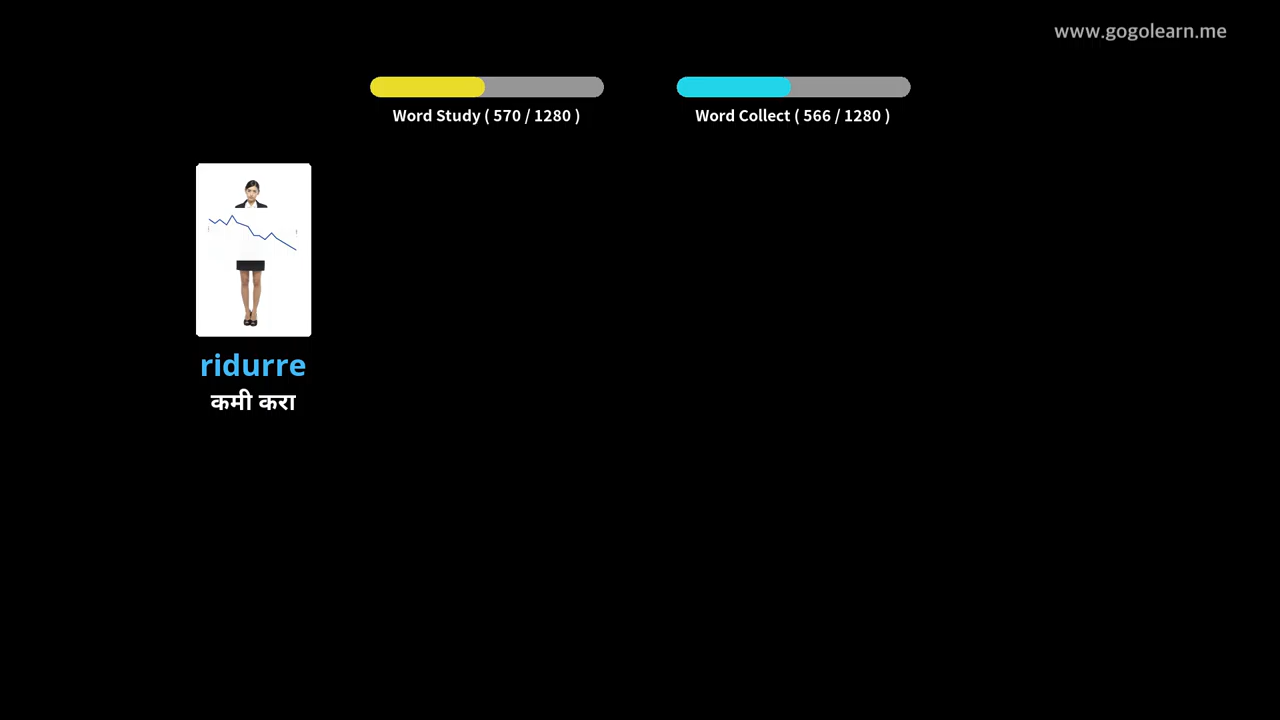 www.gogolearn.me
Word Study ( 570 / 1280 )
Word Collect ( 566 / 1280 )
ridurre
कमी करा